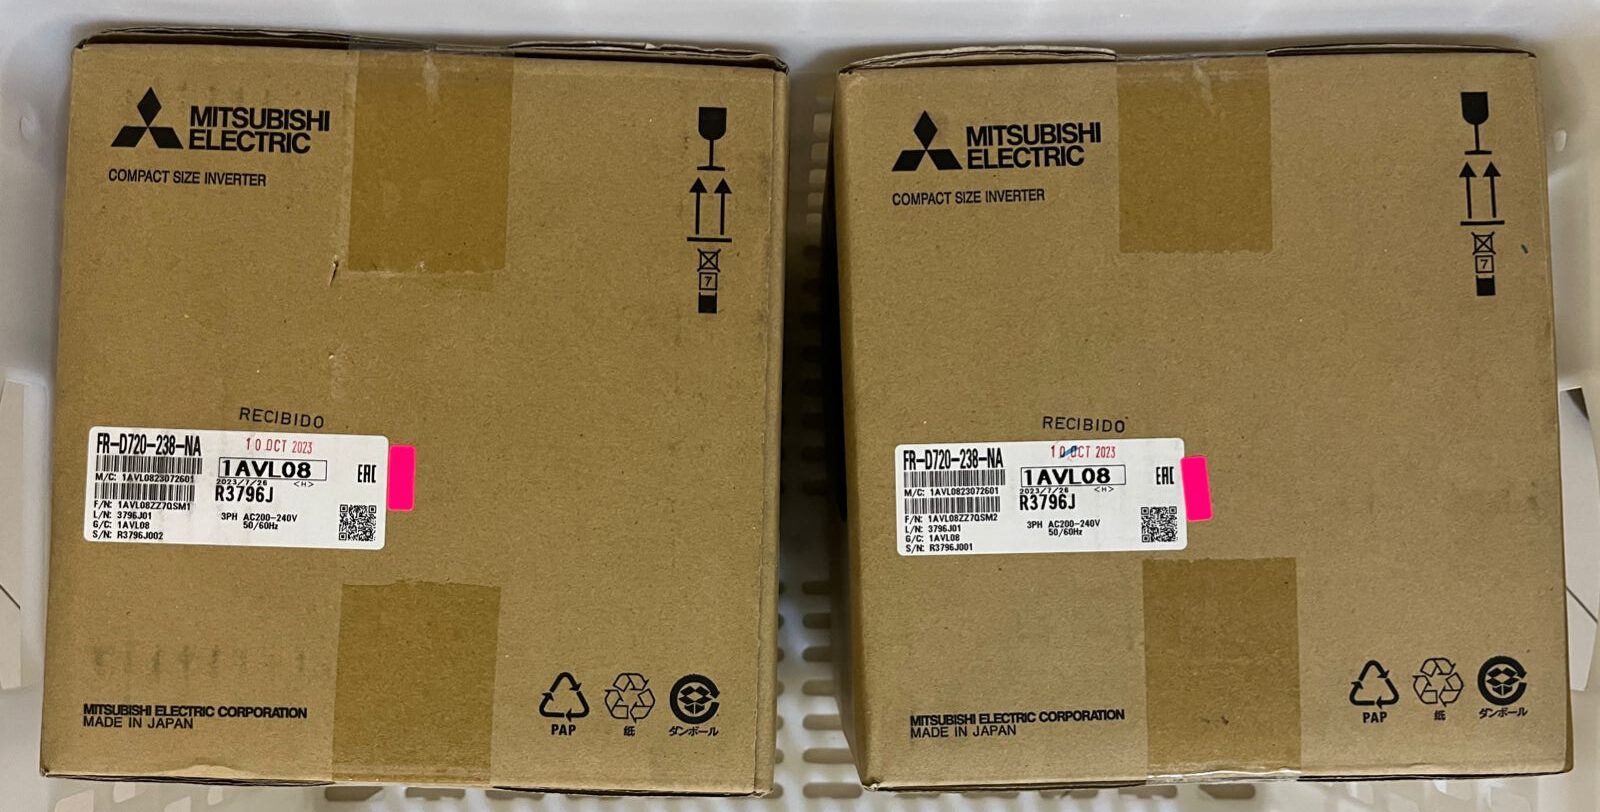 MITSUBISHI
ELECTRIC
COMPACT SIZE INVERTER
7
RECIBIDO
10 OCT 2023
FR-D720-238-NA
1AVL08
EAC
M/C: 1AVL0823072601
2023/7/26 <H>
R3796J
F/N: 1AVL08ZZ7QSM1
L/N: 3796J01
G/C: 1AVL08
S/N: R3796J002
3PH AC200-240V
50/60Hz
MITSUBISHI ELECTRIC CORPORATION
MADE IN JAPAN
PAP
紙
ダンボール
MITSUBISHI
ELECTRIC
COMPACT SIZE INVERTER
7
RECIBIDO
10 OCT 2023
FR-D720-238-NA
1AVL08
EAC
M/C: 1AVL0823072601
2023/7/26 <H>
R3796J
F/N: 1AVL08ZZ7QSM2
L/N: 3796J01
G/C: 1AVL08
S/N: R3796J001
3PH AC200-240V
50/60Hz
MITSUBISHI ELECTRIC CORPORATION
MADE IN JAPAN
PAP
紙
ダンボール